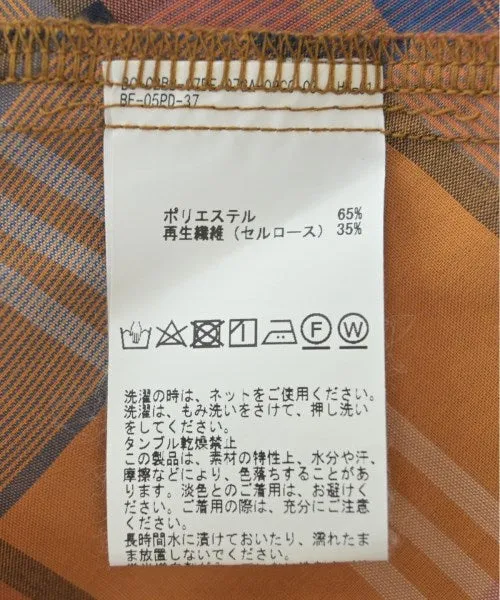 BF-05PD-37
ポリエステル 65%
再生繊維（セルロース） 35%
F W
洗濯の時は、ネットをご使用ください。
洗濯は、もみ洗いをさけて、押し洗い
をしてください。
タンブル乾燥禁止
この製品は、素材の特性上、水分や汗、
摩擦などにより、色落ちすることがあ
ります。淡色とのご着用は、お避けく
ださい。ご着用の際は、充分にご注意
ください。
長時間水に漬けておいたり、濡れたま
ま放置しないでください。